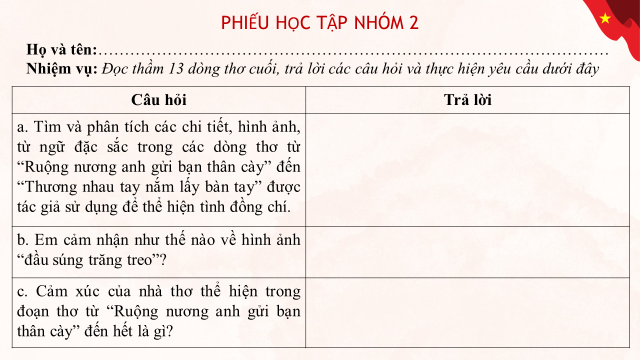 PHIẾU HỌC TẬP NHÓM 2
Họ và tên:……………………………………………………………………………………
Nhiệm vụ: Đọc thầm 13 dòng thơ cuối, trả lời các câu hỏi và thực hiện yêu cầu dưới đây
Câu hỏi
Trả lời
a. Tìm và phân tích các chi tiết, hình ảnh,
từ ngữ đặc sắc trong các dòng thơ từ
“Ruộng nương anh gửi bạn thân cày” đến
“Thương nhau tay nắm lấy bàn tay” được
tác giả sử dụng để thể hiện tình đồng chí.
b. Em cảm nhận như thế nào về hình ảnh
“đầu súng trăng treo”?
c. Cảm xúc của nhà thơ thể hiện trong
đoạn thơ từ “Ruộng nương anh gửi bạn
thân cày” đến hết là gì?